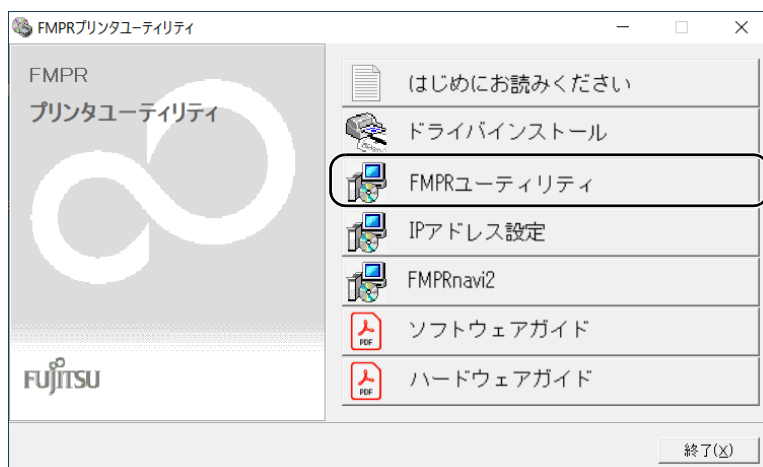 FMPRプリンタユーティリティ
FMPR
プリンタユーティリティ
FUJITSU
はじめにお読みください
ドライバインストール
FMPRユーティリティ
IPアドレス設定
FMPRnavi2
PDF
ソフトウェアガイド
PDF
ハードウェアガイド
終了(X)